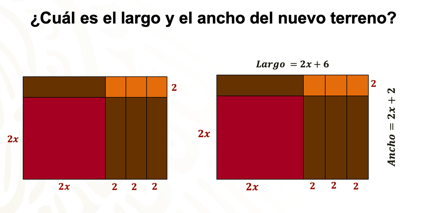 ¿Cuál es el largo y el ancho del nuevo terreno?
2
2x
2x 2 2 2
Largo = 2x + 6
2
2x
2x 2 2 2
Ancho = 2x + 2